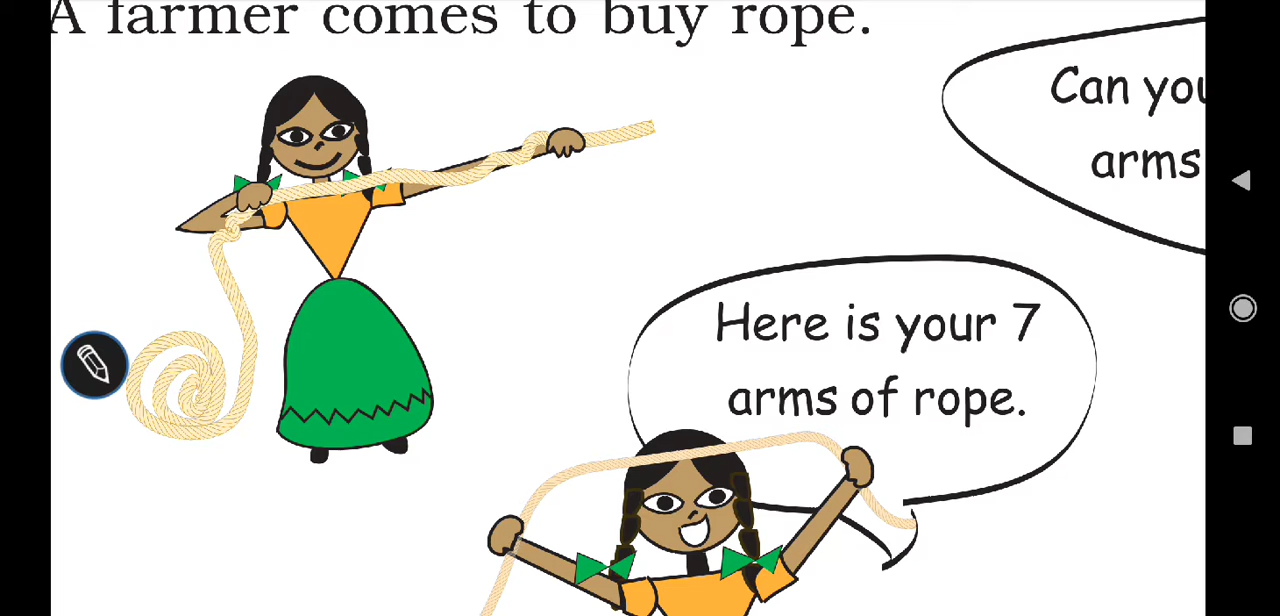 A farmer comes to buy rope.
Can you
arms
Here is your 7
arms of rope.